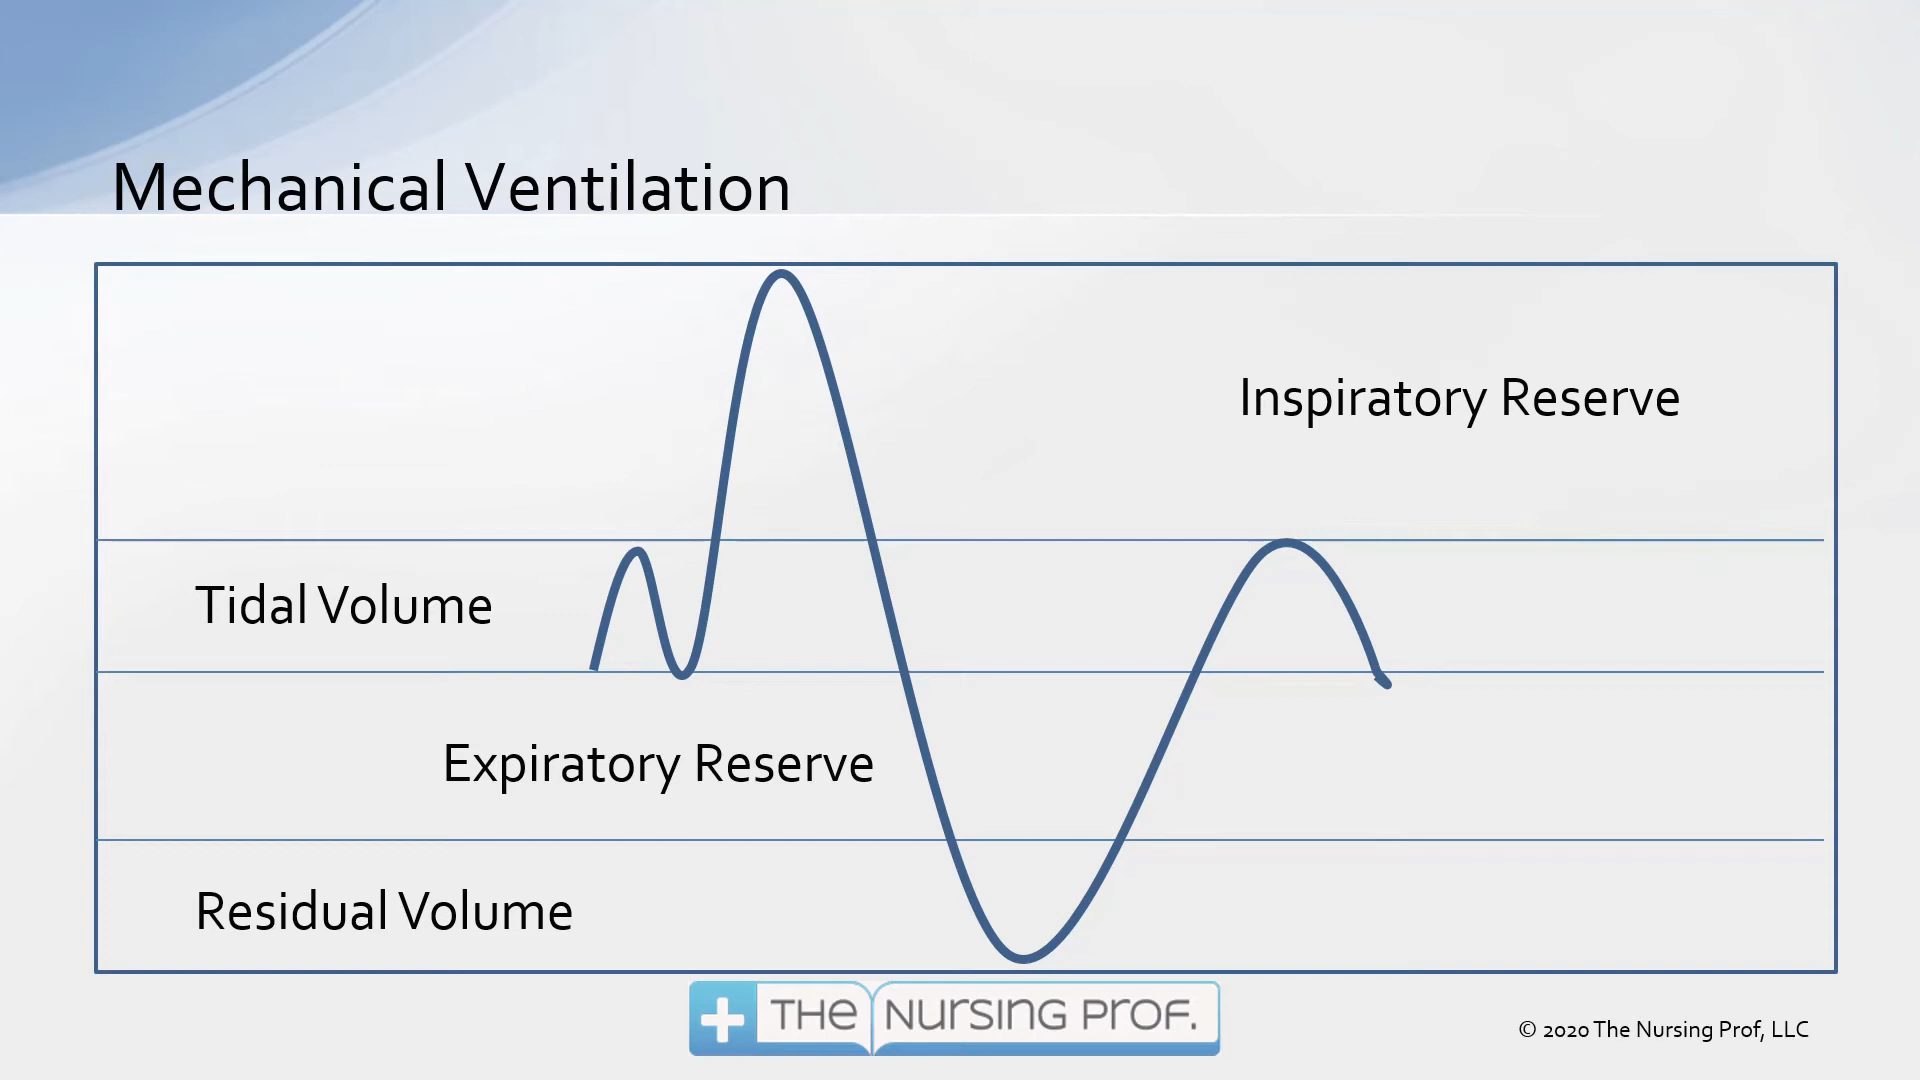 Mechanical Ventilation
Inspiratory Reserve
Tidal Volume
Expiratory Reserve
Residual Volume
THE NURSING PROF.
© 2020 The Nursing Prof, LLC